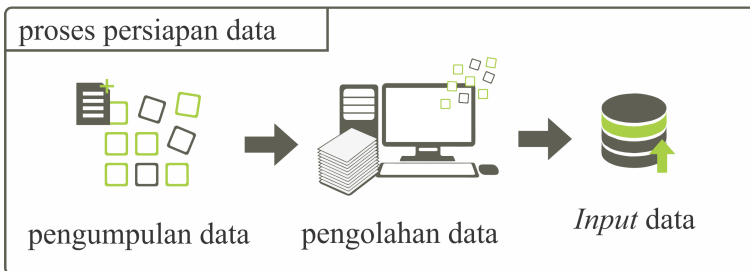 proses persiapan data
pengumpulan data
pengolahan data
Input data